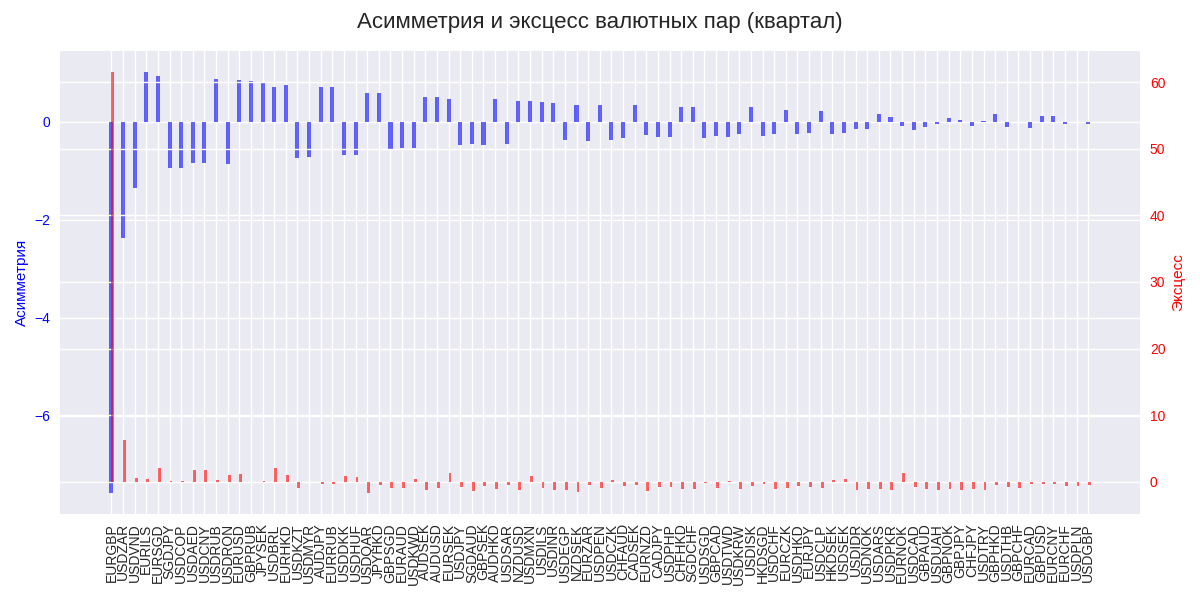 Асимметрия и эксцесс валютных пар (квартал)
Асимметрия
0
−2
−4
−6
Эксцесс
60
50
40
30
20
10
0
EURGBP
USDZAR
USDVND
EURILS
EURSGD
SGDJPY
USDCOP
USDAED
USDCNY
USDRUB
USDRON
EURUSD
GBPRUB
JPYSEK
USDBRL
EURHKD
USDKZT
USDMYR
AUDJPY
EURRUB
USDDKK
USDHUF
USDQAR
JPYHKD
GBPSGD
EURAUD
USDKWD
AUDSEK
AUDUSD
EURSEK
USDJPY
SGDAUD
GBPSEK
AUDHKD
USDSAR
NZDUSD
USDMXN
USDILS
USDINR
USDEGP
NZDSEK
EURZAR
USDPEN
USDCZK
CHFAUD
CADSEK
EURNZD
CADJPY
USDPHP
CHFHKD
SGDCHF
USDSGD
GBPCAD
USDTWD
USDKRW
USDISK
HKDSGD
USDCHF
EURCZK
USDHKD
EURJPY
USDCLP
HKDSEK
USDSEK
USDIDR
USDNOK
USDARS
USDPKR
EURNOK
USDCAD
GBPAUD
USDUAH
GBPNOK
GBPJPY
CHFJPY
USDTRY
GBPHKD
USDTHB
GBPCHF
EURCAD
GBPUSD
EURCNY
EURCHF
USDPLN
USDGBP